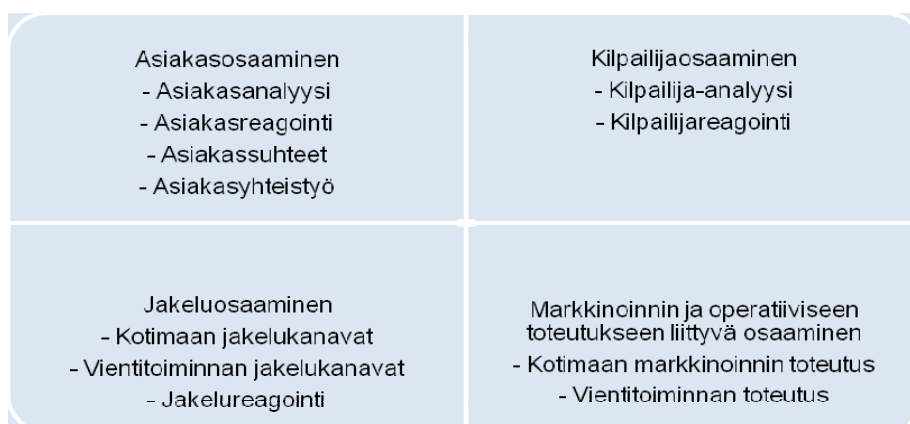 Asiakasosaaminen
- Asiakasanalyysi
- Asiakasreagointi
- Asiakassuhteet
- Asiakasyhteistyö
Kilpailijaosaaminen
- Kilpailija-analyysi
- Kilpailijareagointi
Jakeluosaaminen
- Kotimaan jakelukanavat
- Vientitoiminnan jakelukanavat
- Jakelureagointi
Markkinoinnin ja operatiiviseen
toteutukseen liittyvä osaaminen
- Kotimaan markkinoinnin toteutus
- Vientitoiminnan toteutus